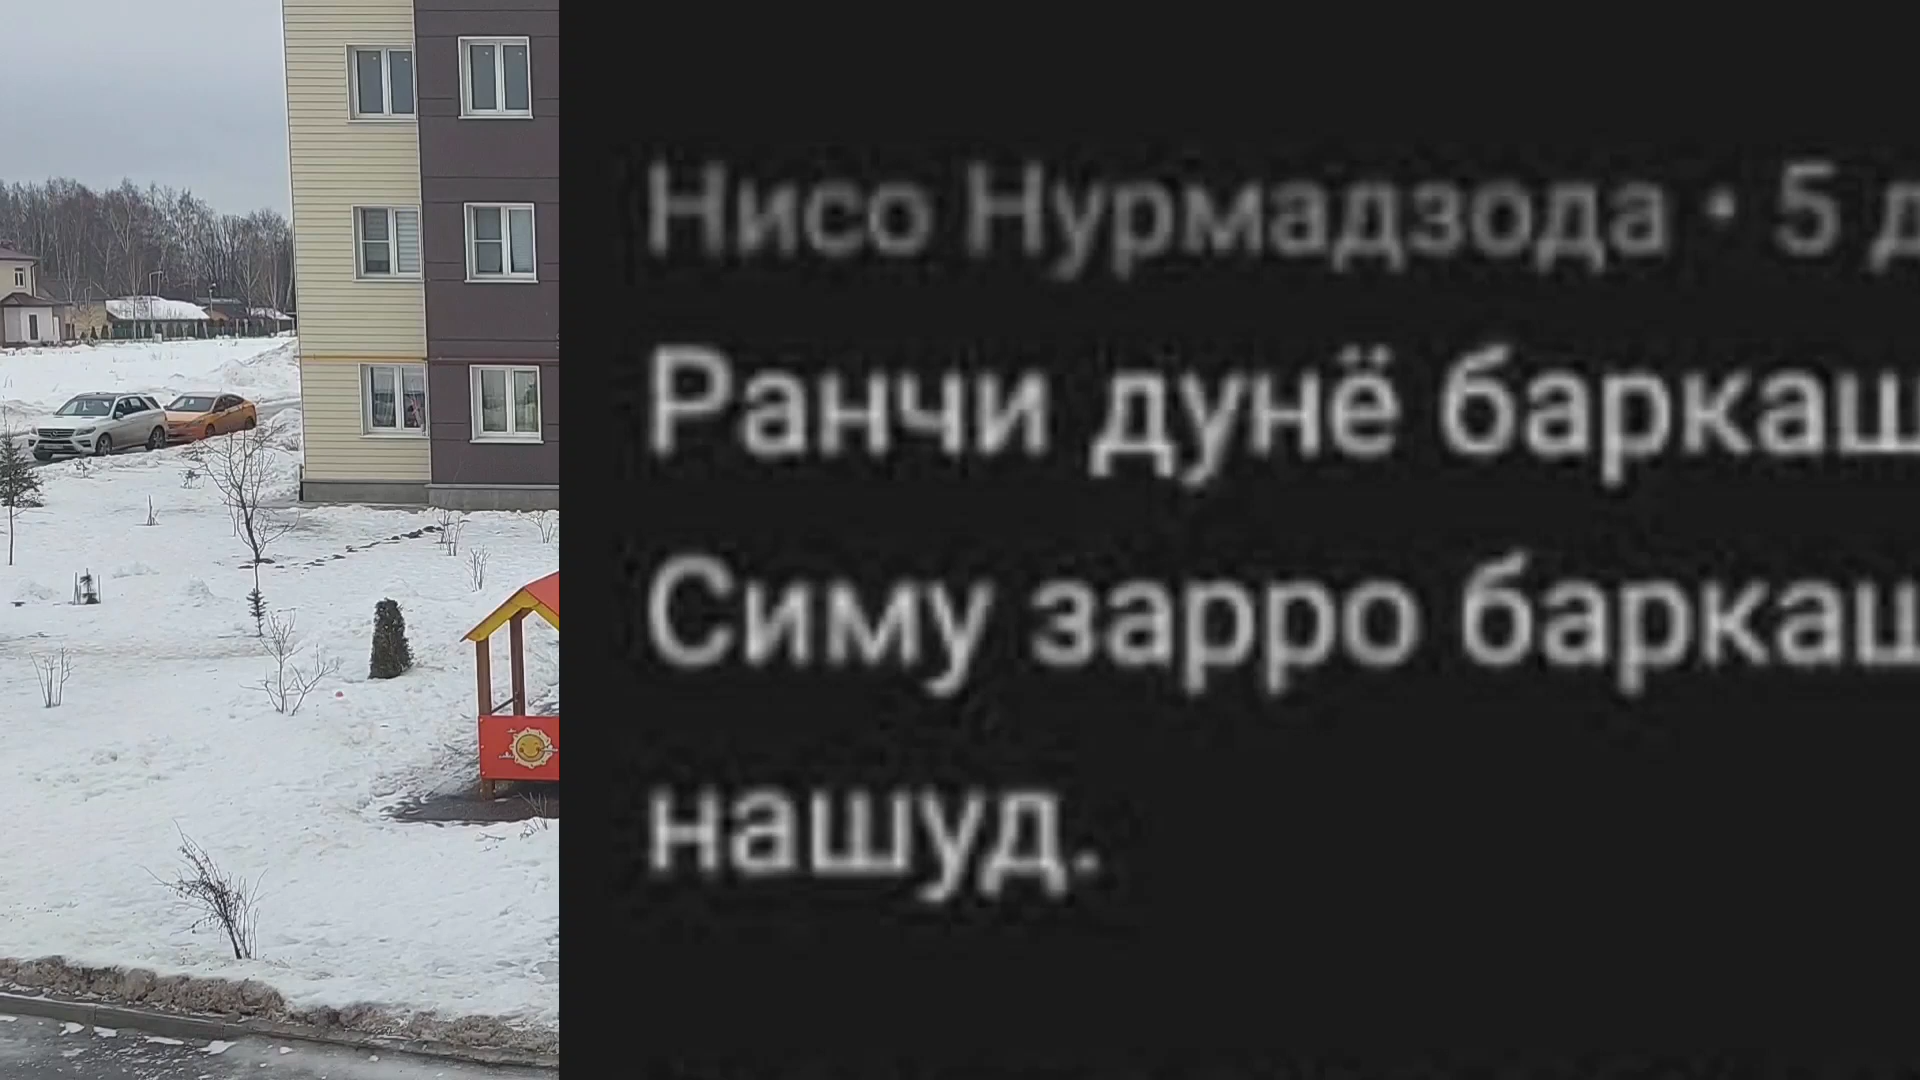 Нисо Нурмадзода • 5 д
Ранчи дунё баркаш
Симу зарро баркаш
нашуд.